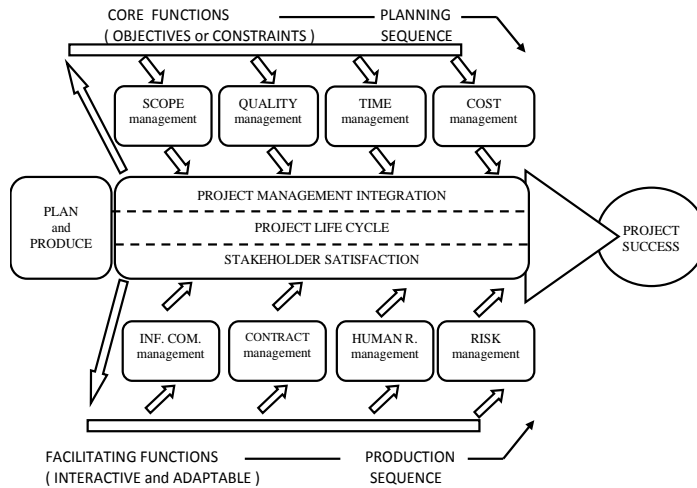 CORE FUNCTIONS PLANNING
( OBJECTIVES or CONSTRAINTS ) SEQUENCE
SCOPE
management
QUALITY
management
TIME
management
COST
management
PLAN
and
PRODUCE
PROJECT MANAGEMENT INTEGRATION
PROJECT LIFE CYCLE
STAKEHOLDER SATISFACTION
PROJECT
SUCCESS
INF. COM.
management
CONTRACT
management
HUMAN R.
management
RISK
management
FACILITATING FUNCTIONS PRODUCTION
( INTERACTIVE and ADAPTABLE ) SEQUENCE